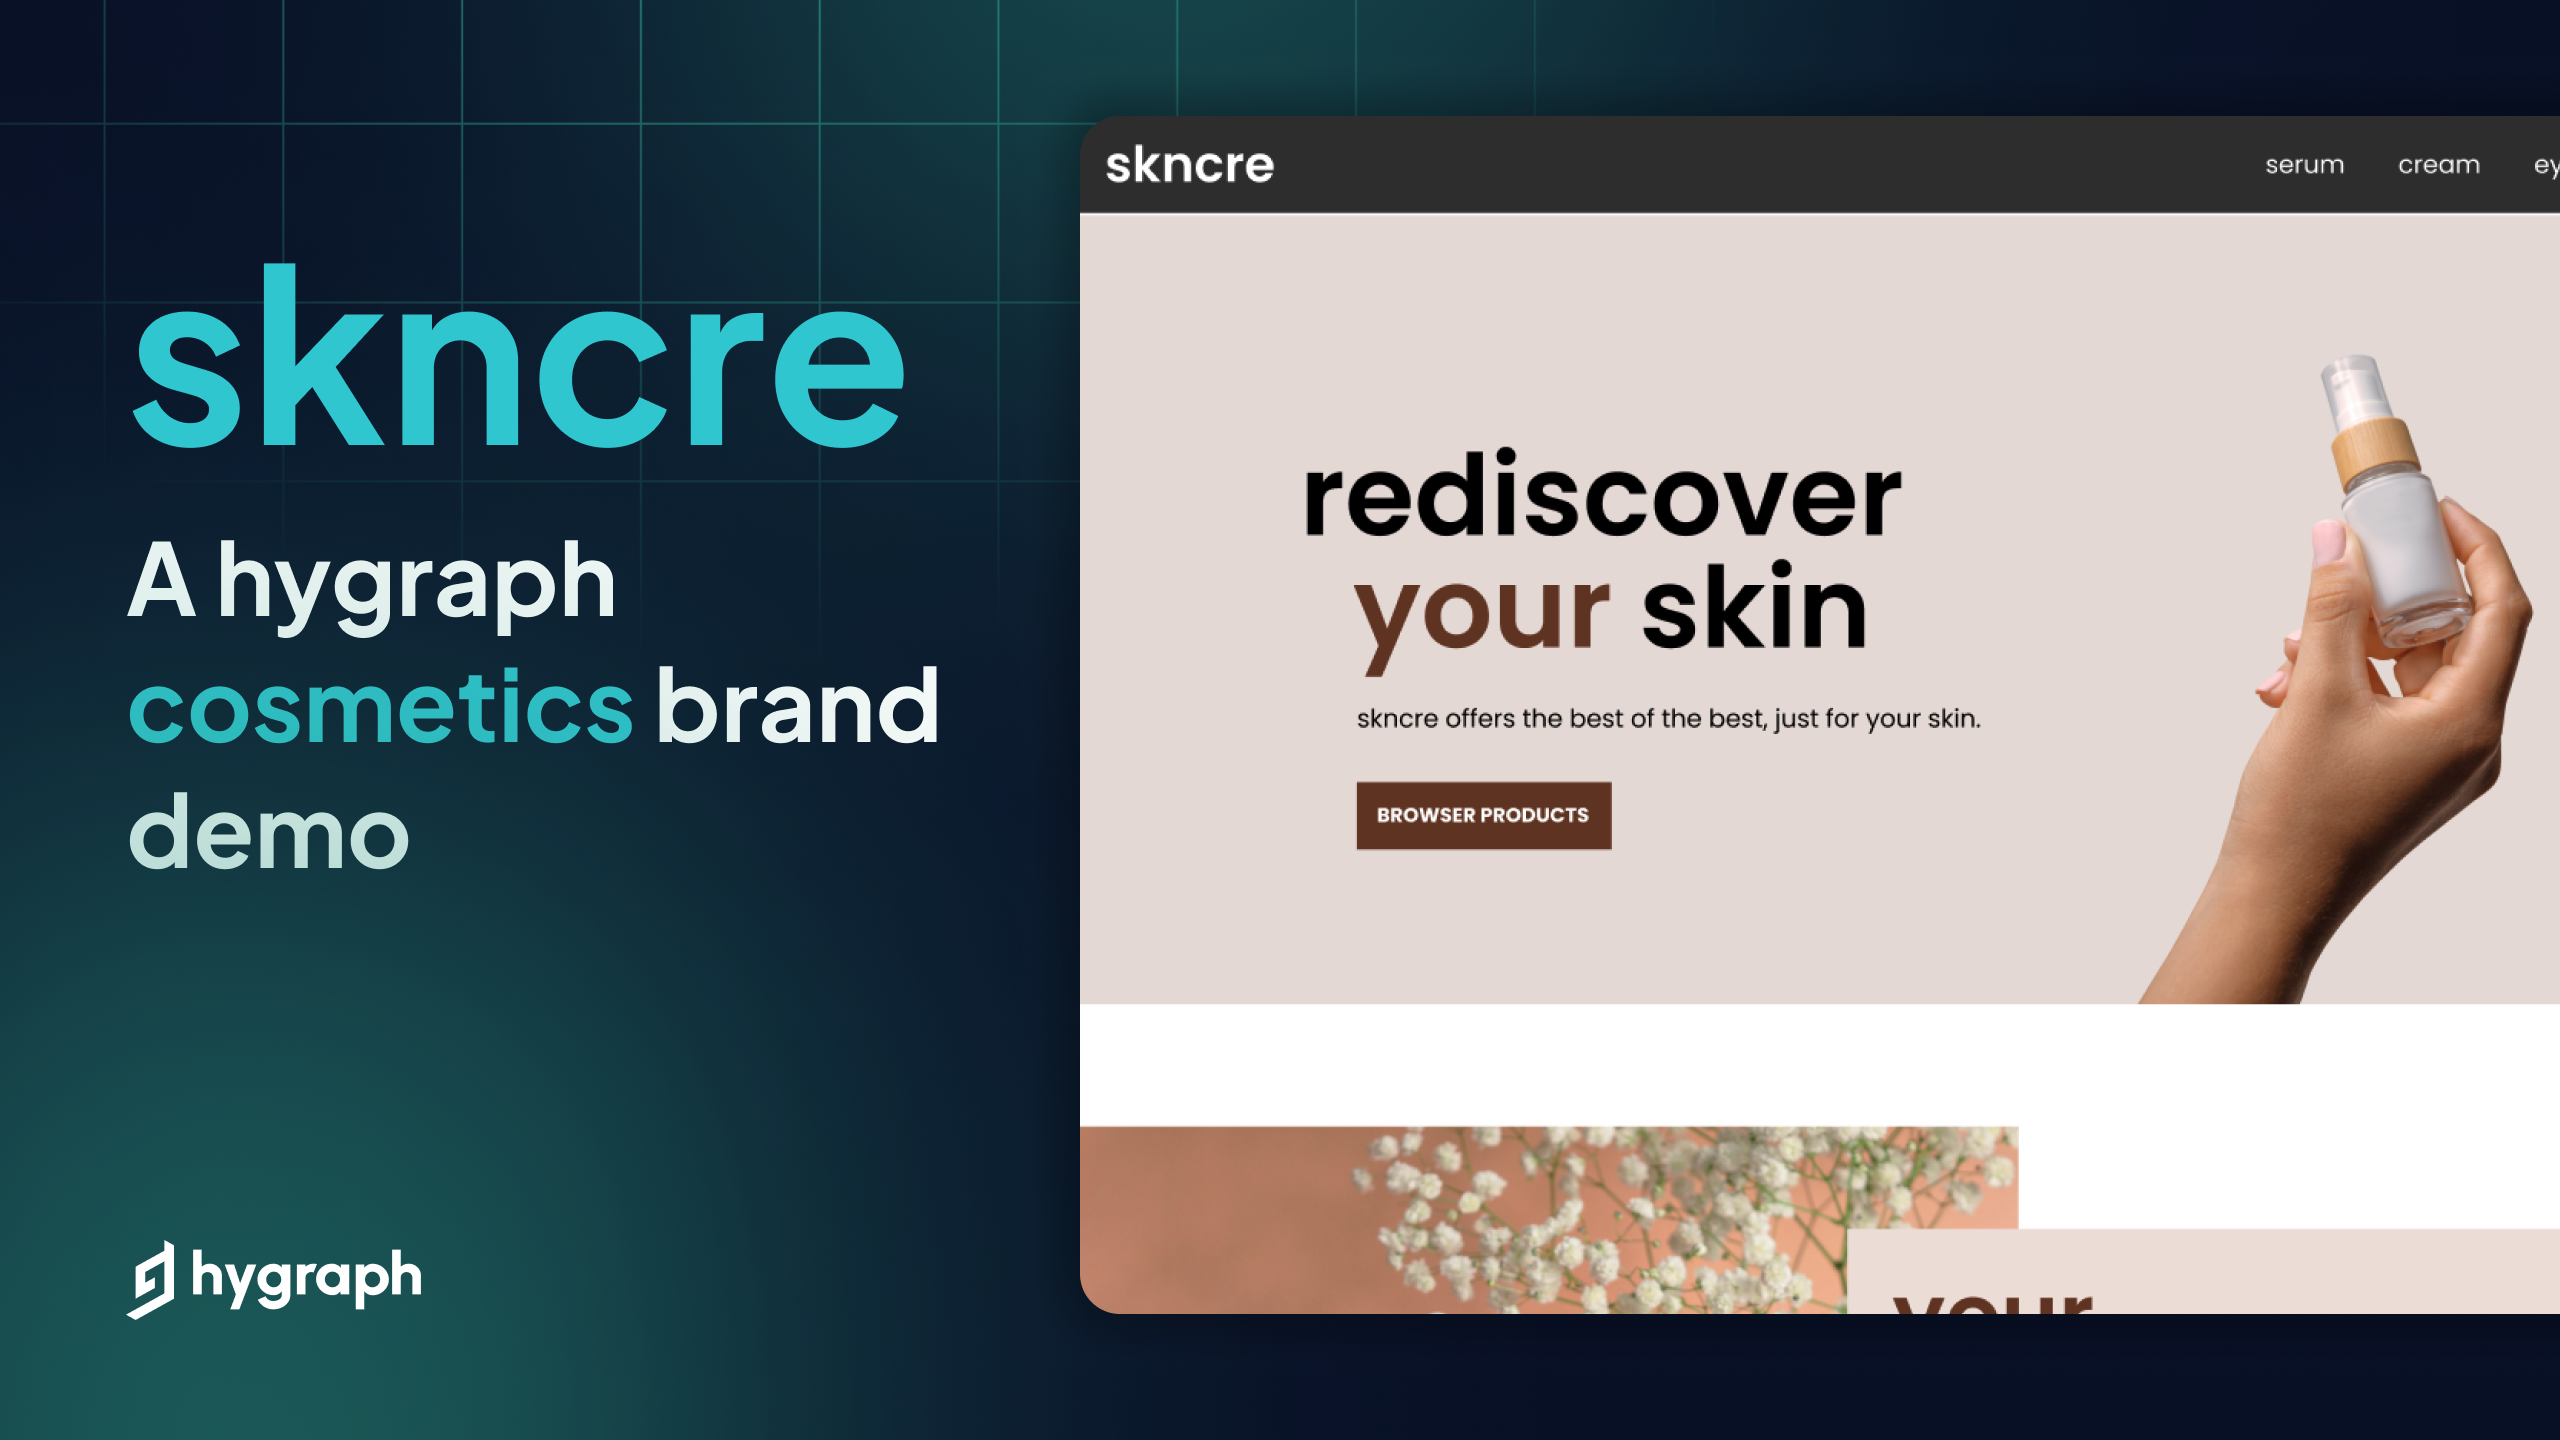 skncre
A hygraph
cosmetics brand
demo
hygraph
skncre
serum cream
rediscover
your skin
skncre offers the best of the best, just for your skin.
BROWSER PRODUCTS
your